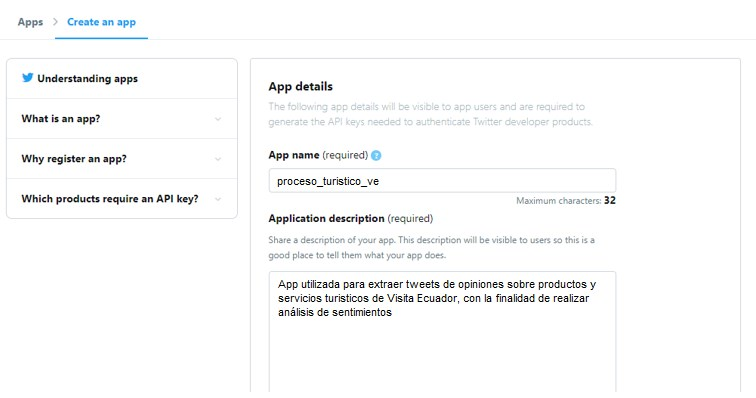 Apps > Create an app
Understanding apps
What is an app?
Why register an app?
Which products require an API key?
App details
The following app details will be visible to app users and are required to
generate the API keys needed to authenticate Twitter developer products.
App name (required) ?
proceso_turistico_ve
Maximum characters: 32
Application description (required)
Share a description of your app. This description will be visible to users so this is a
good place to tell them what your app does.
App utilizada para extraer tweets de opiniones sobre productos y
servicios turisticos de Visita Ecuador, con la finalidad de realizar
análisis de sentimientos